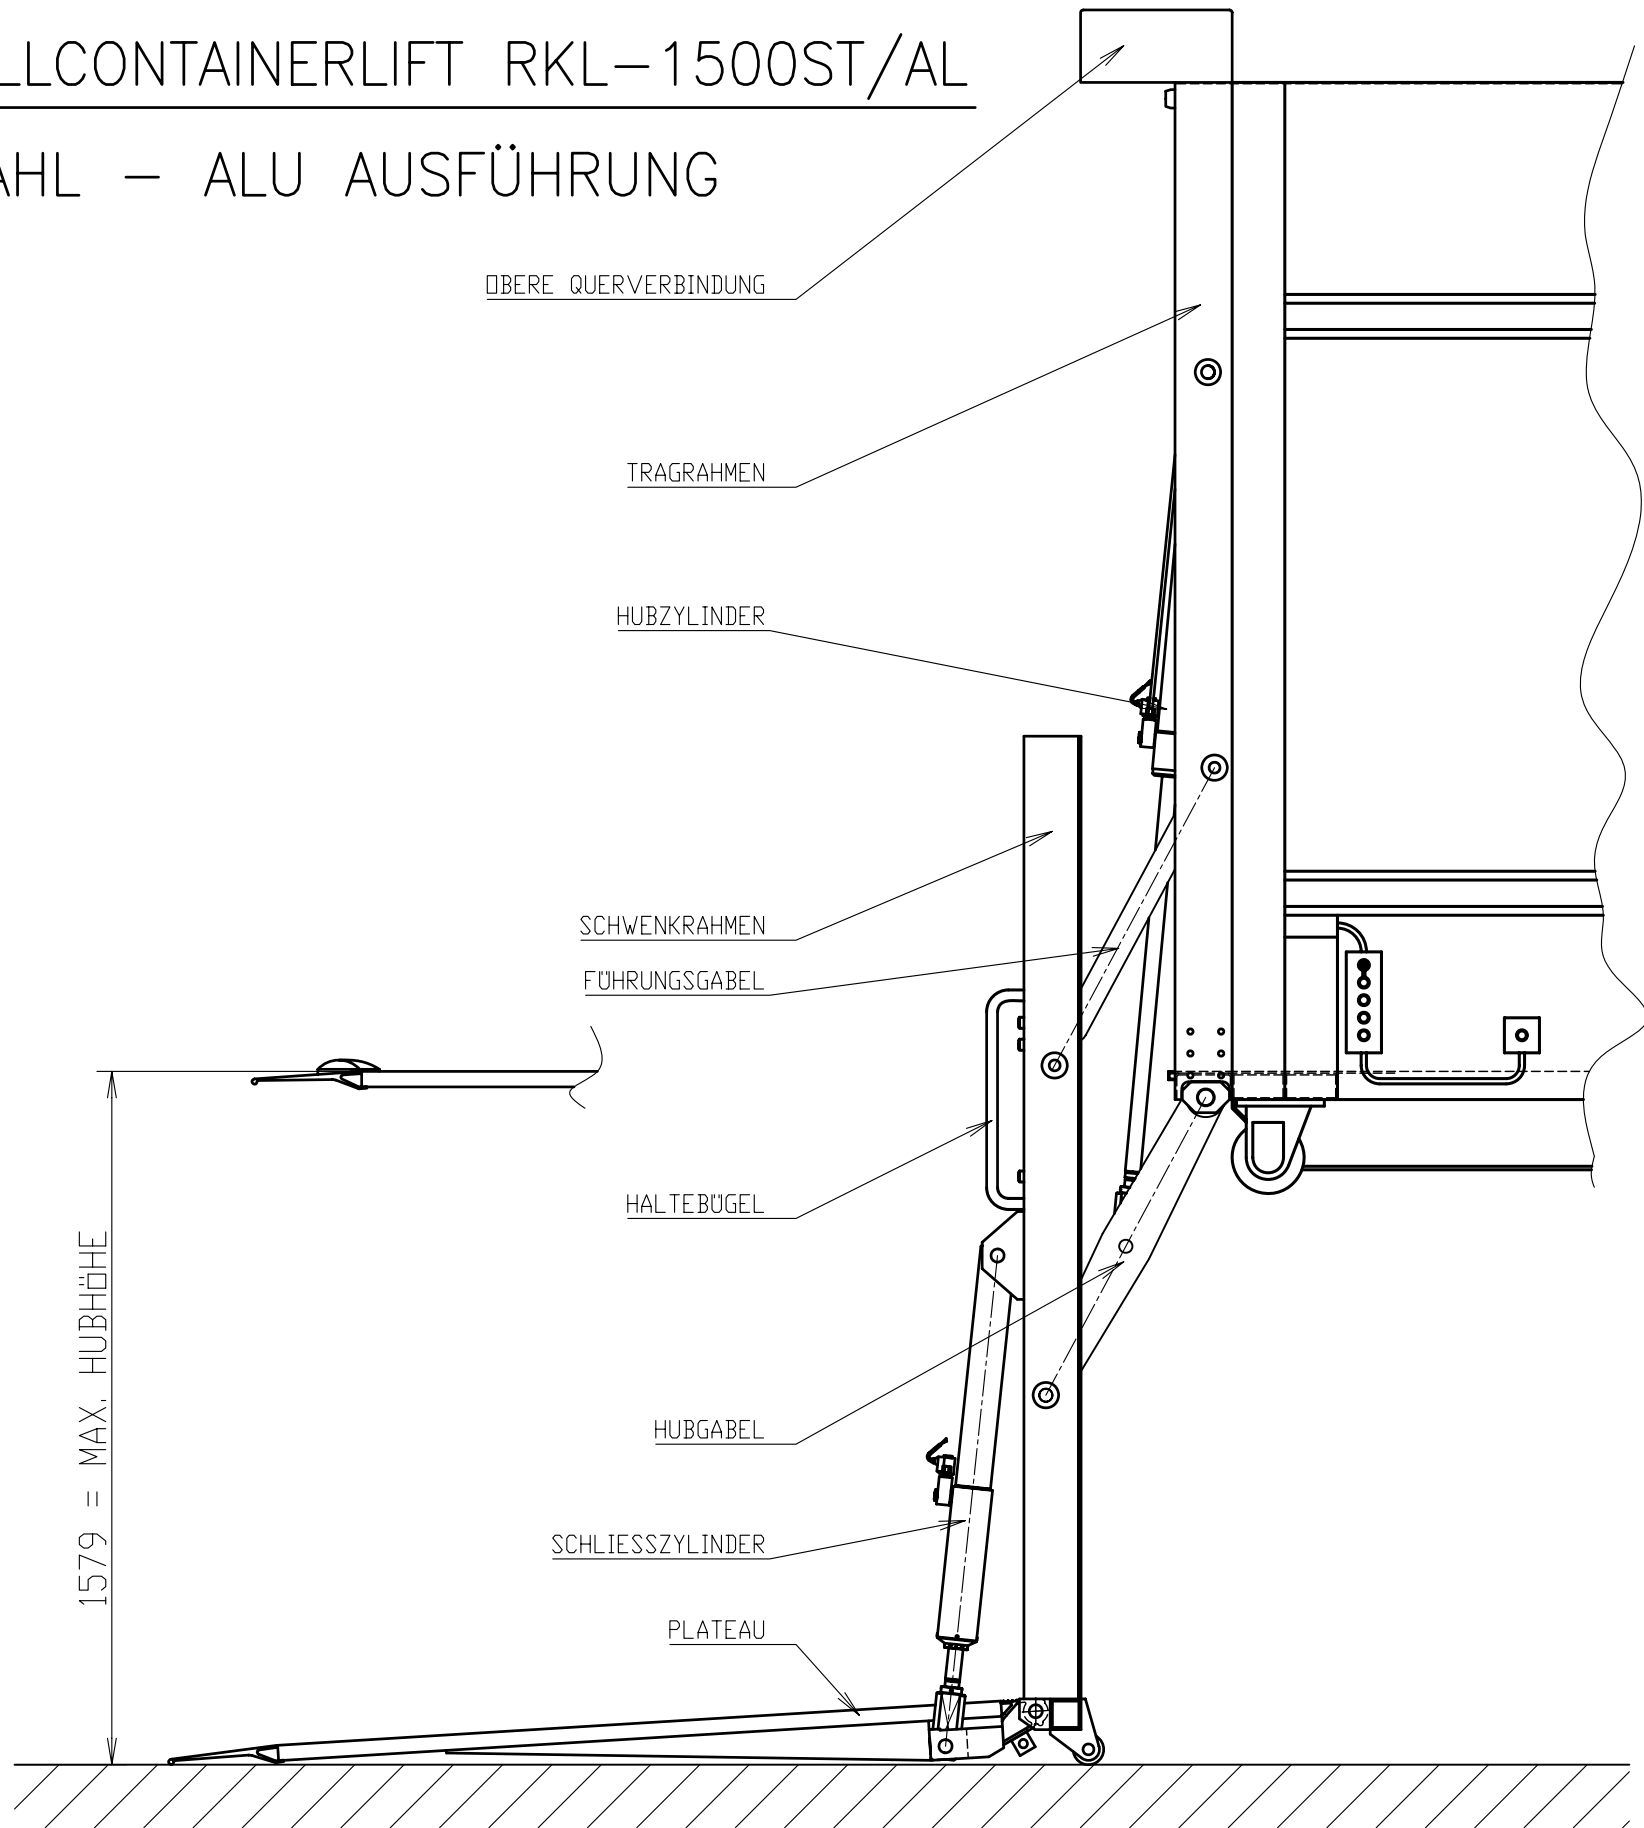 LLCONTAINERLIFT RKL-1500ST/AL
AHL - ALU AUSFÜHRUNG
OBERE QUERVERBINDUNG
TRAGRAHMEN
HUBZYLINDER
SCHWENKRAHMEN
FÜHRUNGSGABEL
HALTEBÜGEL
1579 = MAX. HUBHÖHE
HUBGABEL
SCHLIESSZYLINDER
PLATEAU